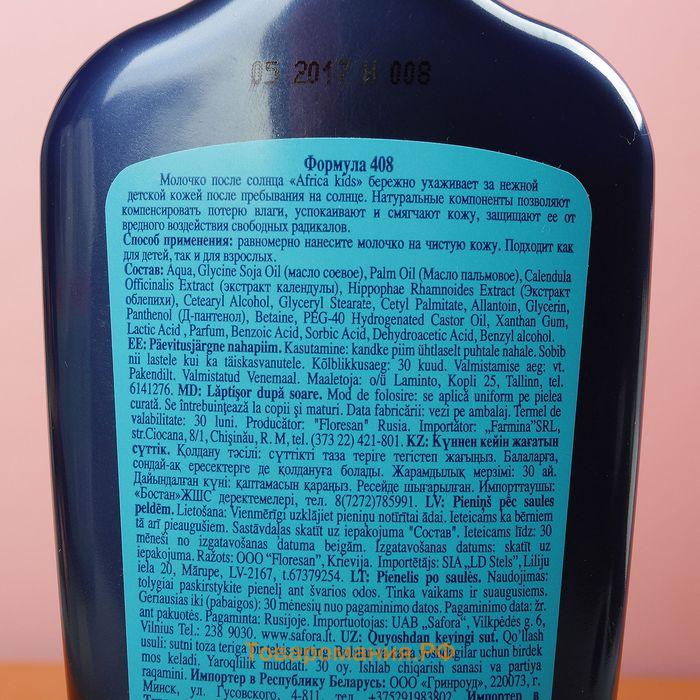 05 2017 Н 008
Формула 408
Молочко после солнца «Africa kids» бережно ухаживает за нежной
детской кожей после пребывания на солнце. Натуральные компоненты позволяют
компенсировать потерю влаги, успокаивают и смягчают кожу, защищают ее от
вредного воздействия свободных радикалов.
Способ применения: равномерно нанесите молочко на чистую кожу. Подходит как
для детей, так и для взрослых.
Состав: Aqua, Glycine Soja Oil (масло соевое), Palm Oil (Масло пальмовое), Calendula
Officinalis Extract (экстракт календулы), Hippophae Rhamnoides Extract (Экстракт
облепихи), Cetearyl Alcohol, Glyceryl Stearate, Cetyl Palmitate, Allantoin, Glycerin,
Panthenol (Д-пантенол), Betaine, PEG-40 Hydrogenated Castor Oil, Xanthan Gum,
Lactic Acid , Parfum, Benzoic Acid, Sorbic Acid, Dehydroacetic Acid, Benzyl alcohol.
EE: Päevitusjärgne nahapiim. Kasutamine: kandke piim ühtlaselt puhtale nahale. Sobib
nii lastele kui ka täiskasvanutele. Kõlblikkusaeg: 30 kuud. Valmistamise aeg: vt.
Pakendilt. Valmistatud Venemaal. Maaletoja: o/ü Laminto, Kopli 25, Tallinn, tel.
6141276. MD: Lăptişor după soare. Mod de folosire: se aplică uniform pe pielea
curată. Se întrebuinţează la copii şi maturi. Data fabricării: vezi pe ambalaj. Termel de
valabilitate: 30 luni. Producător: "Floresan" Rusia. Importător: „Farmina”SRL,
str.Ciocana, 8/1, Chişinău, R. M, tel. (373 22) 421-801. KZ: Күннен кейін жағатын
сүттік. Қолдану тәсілі: сүттікті таза теріге тегістеп жағыңыз. Балаларға,
сондай-ақ ересектерге де қолдануға болады. Жарамдылық мерзімі: 30 ай.
Дайындалған күні: қаптамасын қараңыз. Ресейде шығарылған. Импорттаушы:
«Бостан»ЖШС деректемелері, тел. 8(7272)785991. LV: Pieniņš pēc saules
peldēm. Lietošana: Vienmērīgi uzklājiet pieniņu notīrītai ādai. Ieteicams ka bērniem
tā arī pieaugušiem. Sastāvdaļas skatīt uz iepakojuma "Состав". Ieteicams līdz: 30
mēneši no izgatavošanas datuma beigām. Izgatavošanas datums: skatīt uz
iepakojuma. Ražots: ООО “Floresan”, Krievija. Importētājs: SIA „LD Stels”, Liliju
iela 20, Mārupe, LV-2167, t.67379254. LT: Pienelis po saulės. Naudojimas:
tolygiai paskirstykite pienelį ant švarios odos. Tinka vaikams ir suaugusiems.
Geriausias iki (pabaigos): 30 mėnesių nuo pagaminimo datos. Pagaminimo data: žr.
ant pakuotės. Pagaminta: Rusijoje. Importuotojas: UAB „Safora”, Vilkpėdės g. 6,
Vilnius Tel.: 238 9030. www.safora.lt. UZ: Quyoshdan keyingi sut. Qo’llash
usuli: sutni toza teriga uchun birdek
mos keladi. Yaroqlilik 30 oy. Ishlab chiqarish sanasi va partiya
raqamini. Импортер в Республику Беларусь: ООО «Гринроуд», 220073, г.
Минск, ул. Гусовского, 4-811, тел. +375291983802. Импортер в
Товаромания.РФ